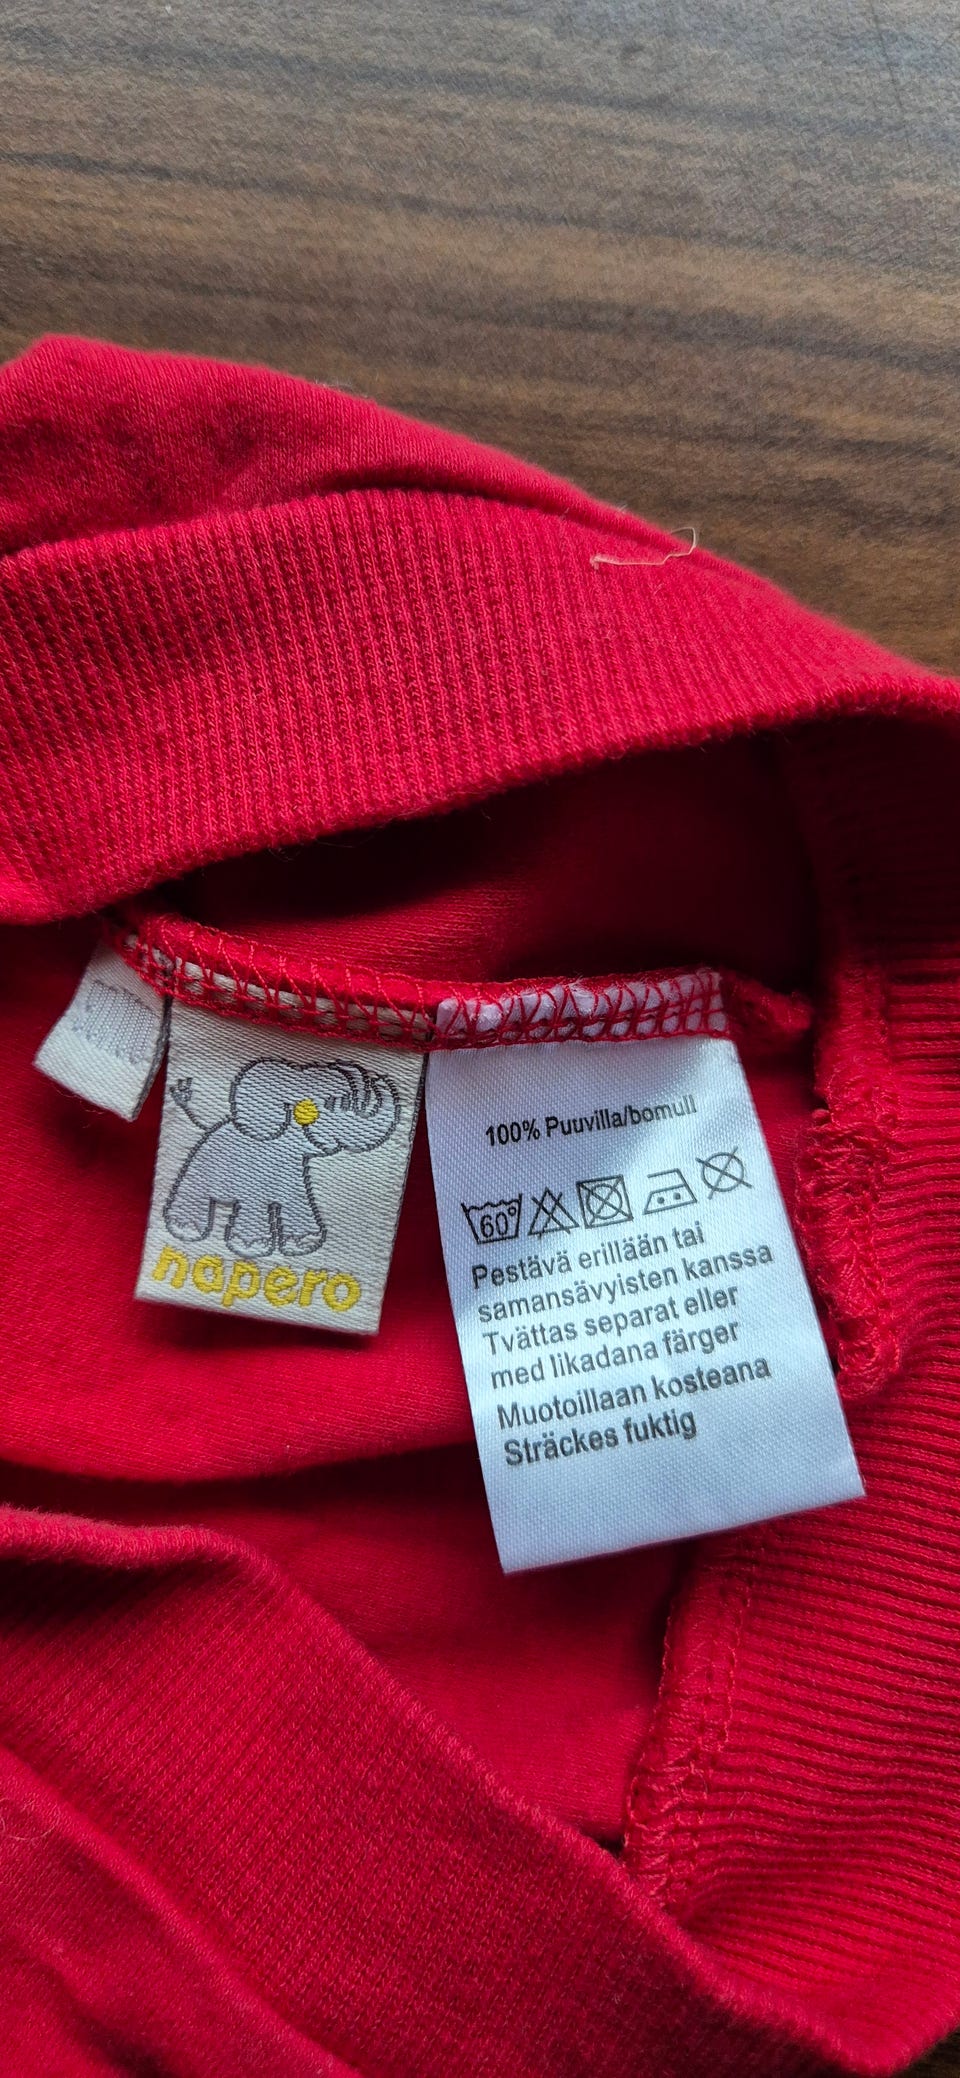 napero
100% Puuvilla/bomull
60°
Pestävä erillään tai
samansävyisten kanssa
Tvättas separat eller
med likadana färger
Muotoillaan kosteana
Sträckes fuktig